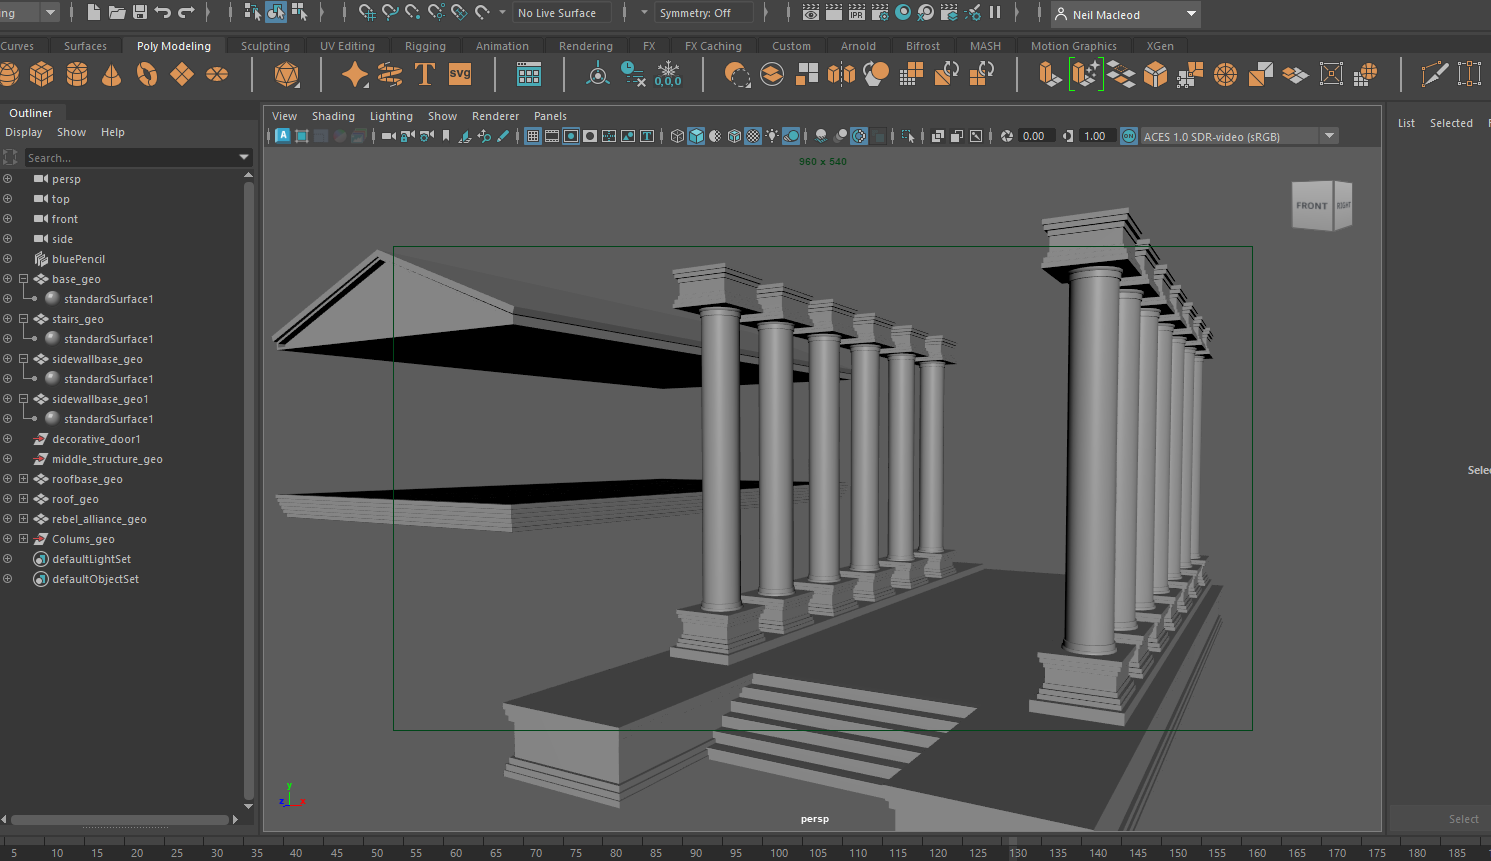 ng
No Live Surface
Symmetry: Off
IPR
Neil Macleod
Curves Surfaces Poly Modeling Sculpting UV Editing Rigging Animation Rendering FX FX Caching Custom Arnold Bifrost MASH Motion Graphics XGen
T
SVG
0,0,0
Outliner
Display Show Help
Search...
persp
top
front
side
bluePencil
base_geo
standardSurface1
stairs_geo
standardSurface1
sidewallbase_geo
standardSurface1
sidewallbase_geo1
standardSurface1
decorative_door1
middle_structure_geo
roofbase_geo
roof_geo
rebel_alliance_geo
Colums_geo
defaultLightSet
defaultObjectSet
View Shading Lighting Show Renderer Panels
A
T
0.00
1.00
ON
ACES 1.0 SDR-video (sRGB)
960 x 540
FRONT
RIGHT
y
z
x
persp
List Selected
Sele
Select
5 10 15 20 25 30 35 40 45 50 55 60 65 70 75 80 85 90 95 100 105 110 115 120 125 130 135 140 145 150 155 160 165 170 175 180 185